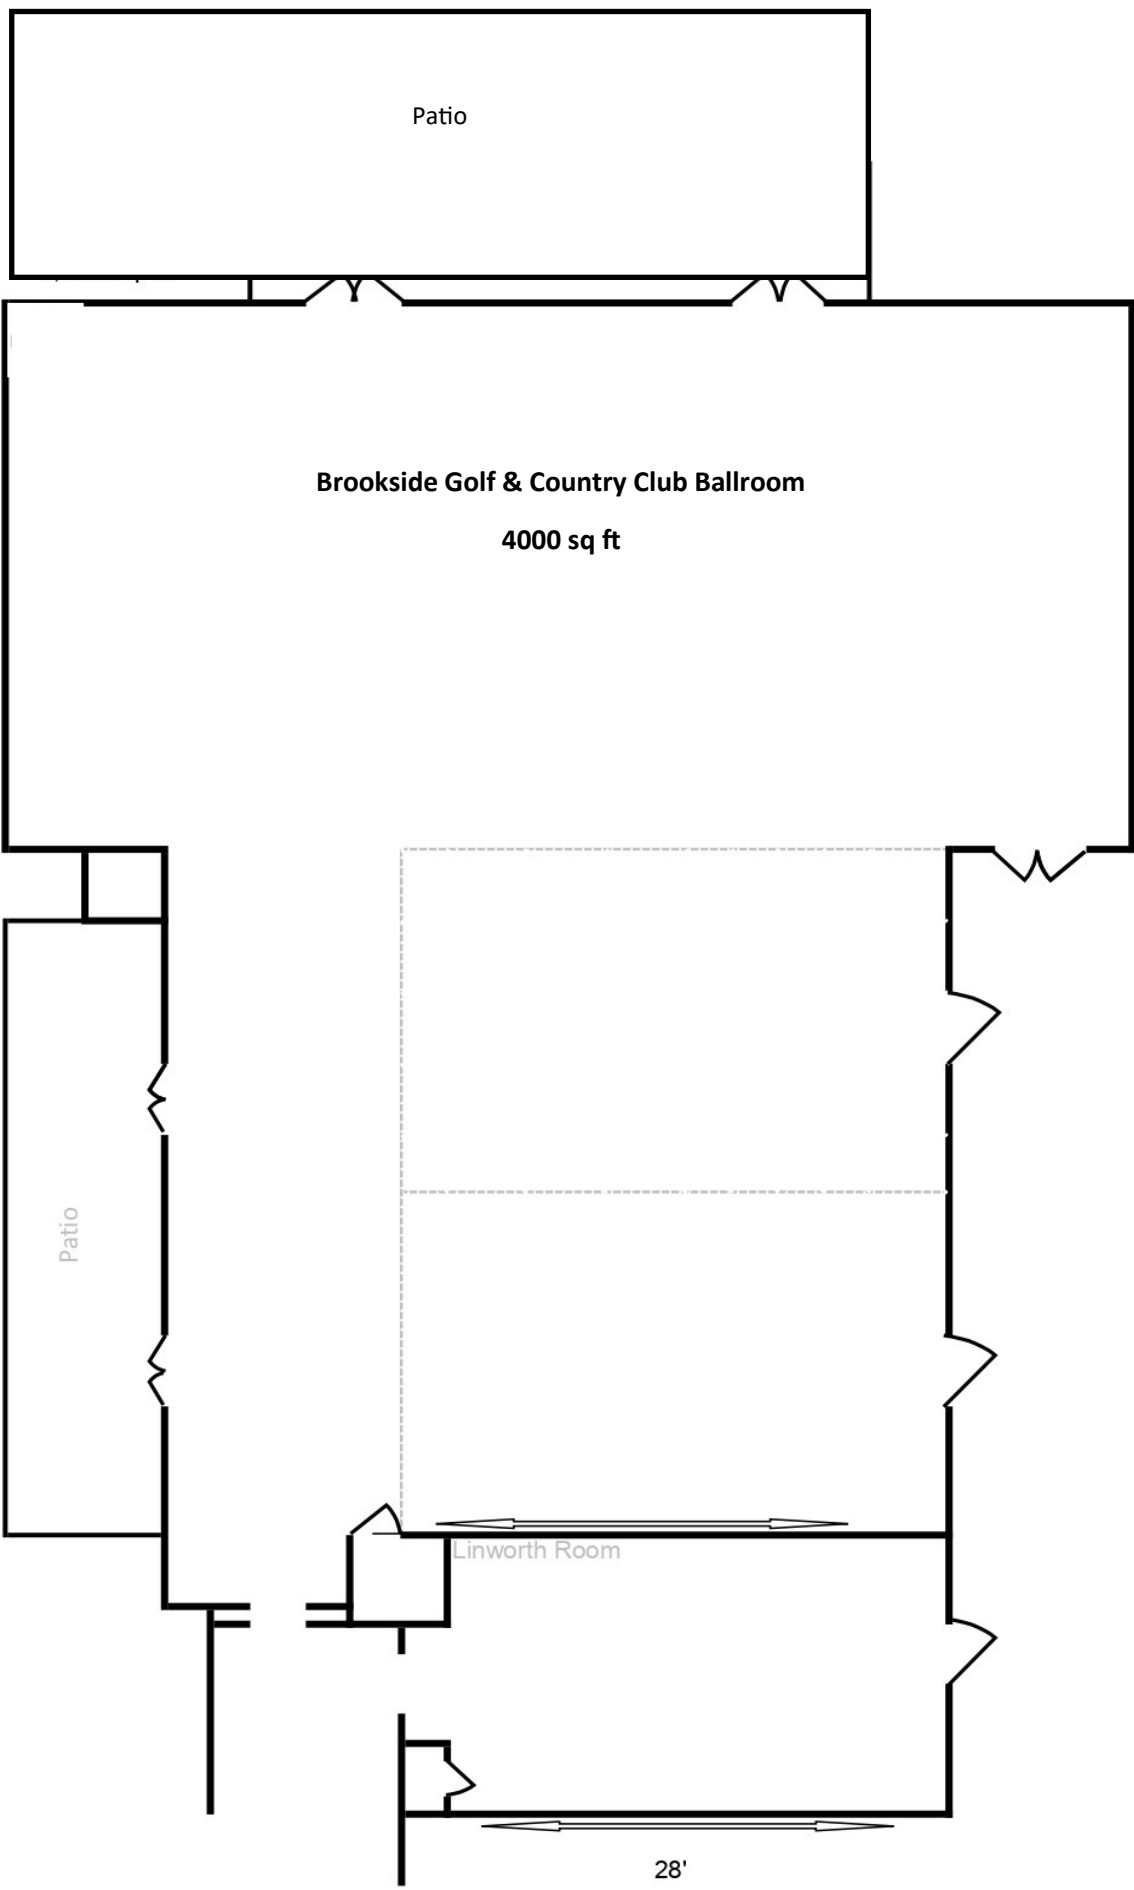 Patio
Brookside Golf & Country Club Ballroom
4000 sq ft
Patio
Linworth Room
28'